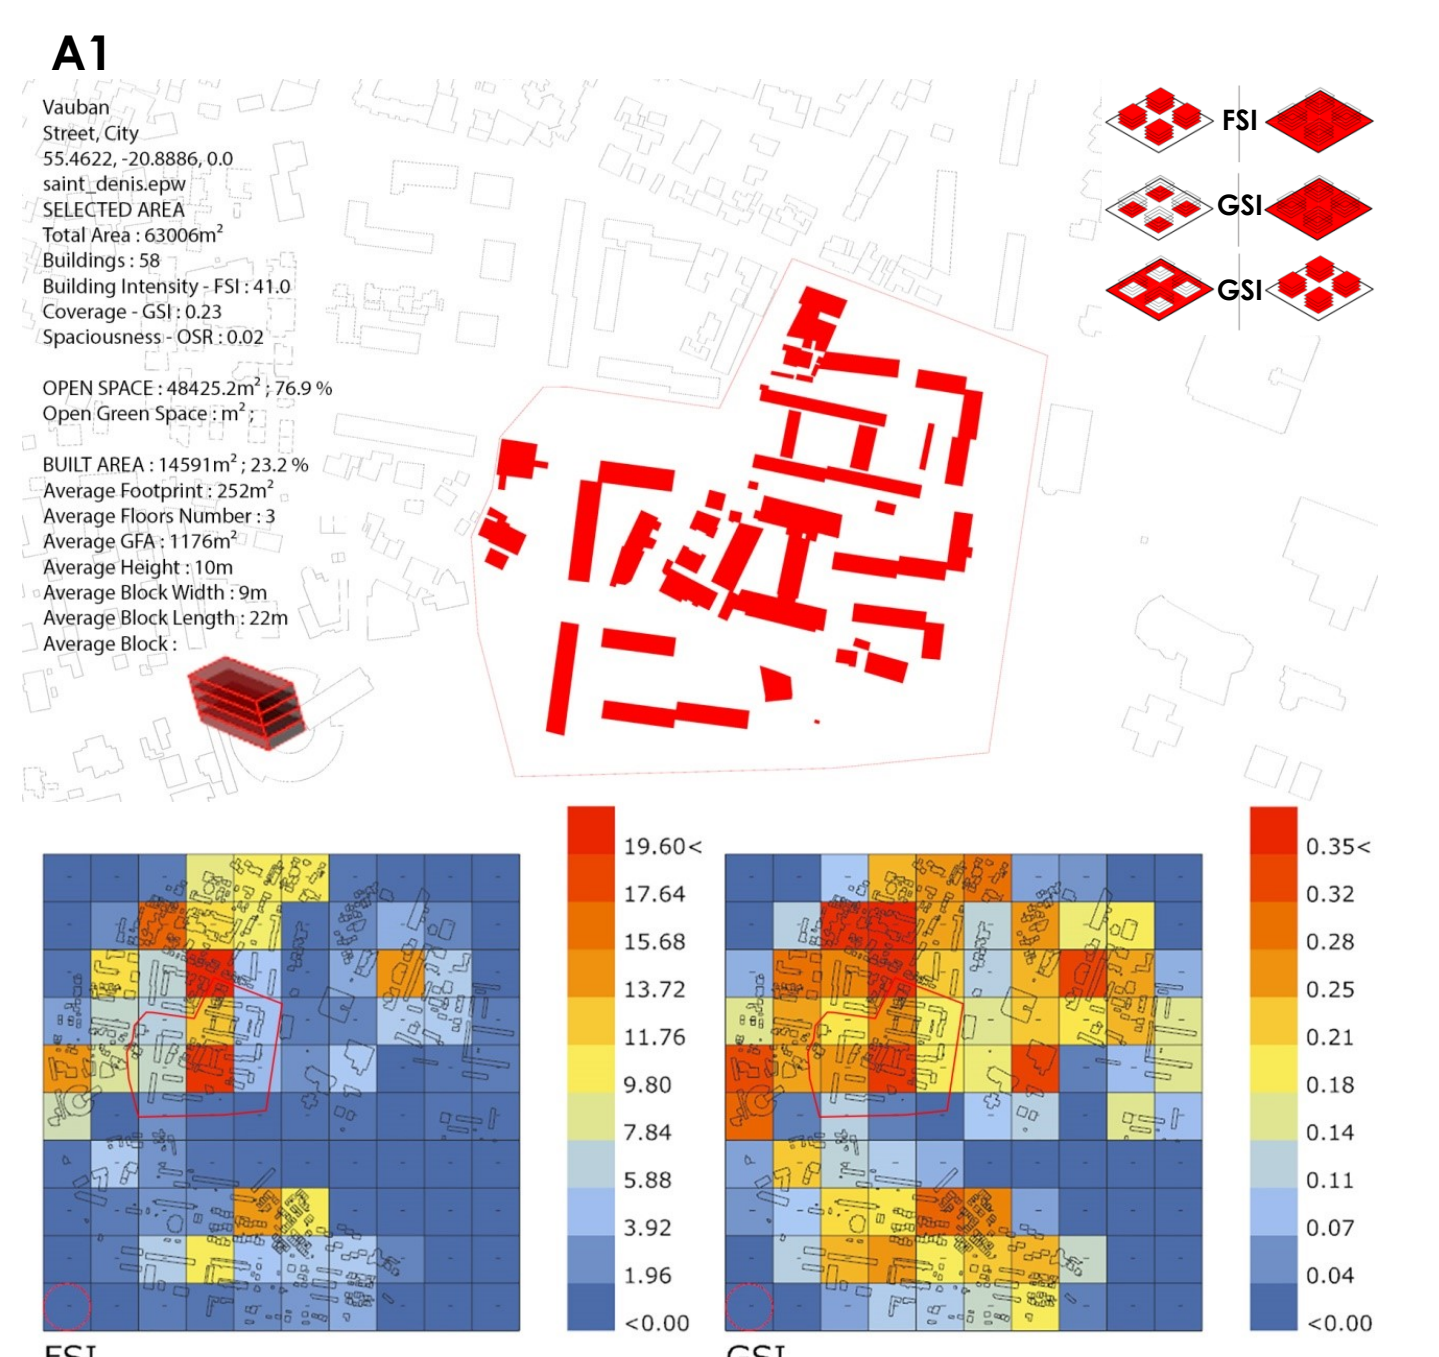 A1
Vauban
Street, City
55.4622, -20.8886, 0.0
saint_denis.epw
SELECTED AREA
Total Area : 63006m²
Buildings : 58
Building Intensity - FSI : 41.0
Coverage - GSI : 0.23
Spaciousness - OSR : 0.02
OPEN SPACE : 48425.2m² ; 76.9 %
Open Green Space : m² ;
BUILT AREA : 14591m² ; 23.2 %
Average Footprint : 252m²
Average Floors Number : 3
Average GFA : 1176m²
Average Height : 10m
Average Block Width : 9m
Average Block Length : 22m
Average Block :
FSI
GSI
GSI
19.60<
17.64
15.68
13.72
11.76
9.80
7.84
5.88
3.92
1.96
<0.00
FSI
0.35<
0.32
0.28
0.25
0.21
0.18
0.14
0.11
0.07
0.04
<0.00
GSI